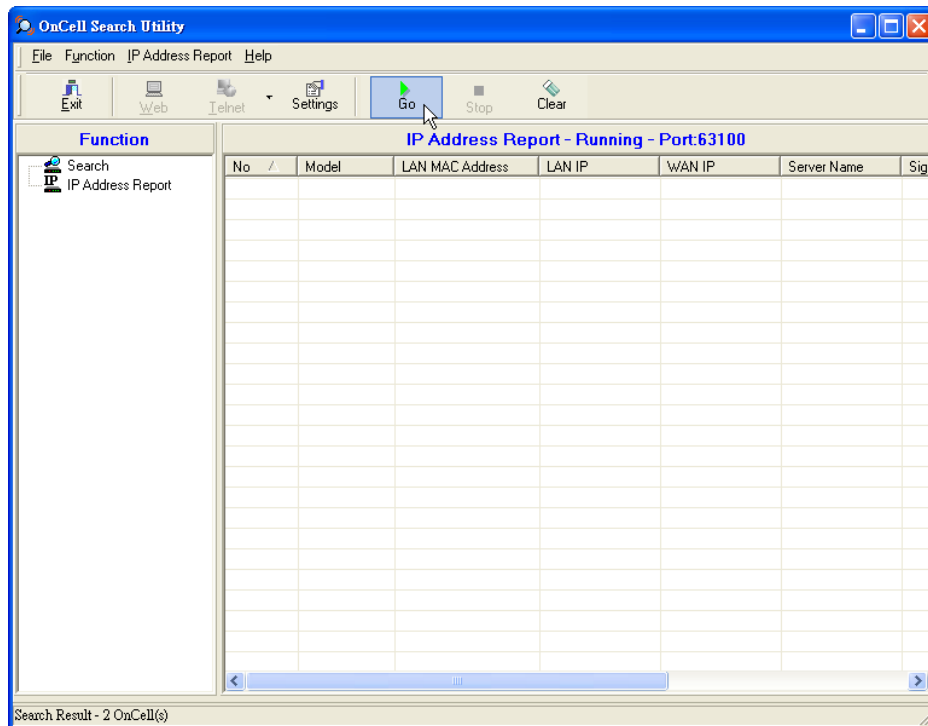 OnCell Search Utility
File Function IP Address Report Help
Exit Web Telnet Settings Go Stop Clear
Function
Search
IP Address Report
IP Address Report - Running - Port:63100
No Model LAN MAC Address LAN IP WAN IP Server Name Sig
Search Result - 2 OnCell(s)